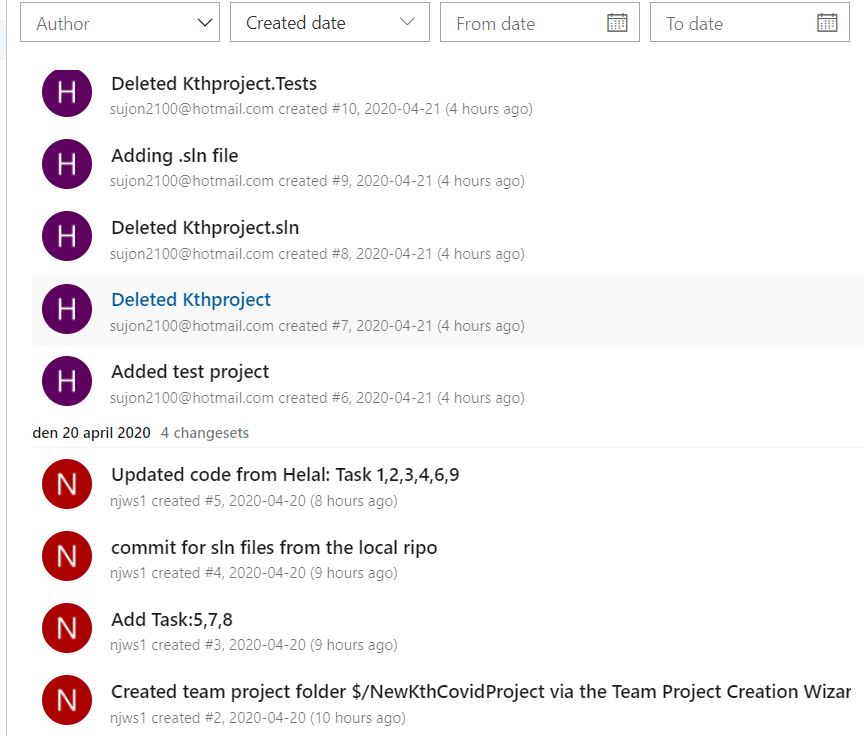 Author
Created date
From date
To date
H
Deleted Kthproject.Tests
sujon2100@hotmail.com created #10, 2020-04-21 (4 hours ago)
H
Adding .sln file
sujon2100@hotmail.com created #9, 2020-04-21 (4 hours ago)
H
Deleted Kthproject.sln
sujon2100@hotmail.com created #8, 2020-04-21 (4 hours ago)
H
Deleted Kthproject
sujon2100@hotmail.com created #7, 2020-04-21 (4 hours ago)
H
Added test project
sujon2100@hotmail.com created #6, 2020-04-21 (4 hours ago)
den 20 april 2020 4 changesets
N
Updated code from Helal: Task 1,2,3,4,6,9
njws1 created #5, 2020-04-20 (8 hours ago)
N
commit for sln files from the local ripo
njws1 created #4, 2020-04-20 (9 hours ago)
N
Add Task:5,7,8
njws1 created #3, 2020-04-20 (9 hours ago)
N
Created team project folder $/NewKthCovidProject via the Team Project Creation Wizar
njws1 created #2, 2020-04-20 (10 hours ago)